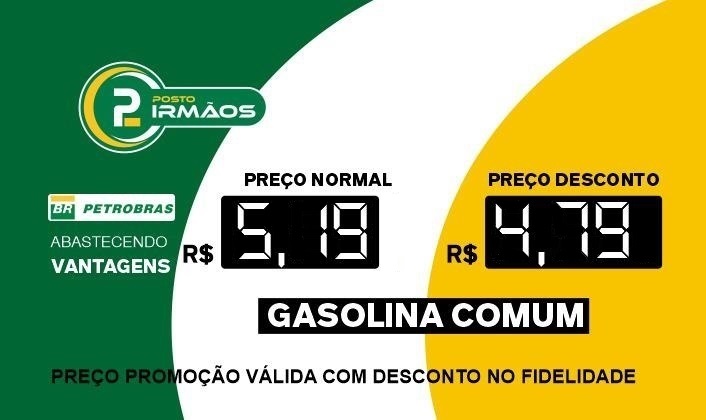 P2
POSTO
IRMÃOS
PREÇO NORMAL
PREÇO DESCONTO
BR PETROBRAS
ABASTECENDO
VANTAGENS
R$ 5,19
R$ 4,79
GASOLINA COMUM
PREÇO PROMOÇÃO VÁLIDA COM DESCONTO NO FIDELIDADE